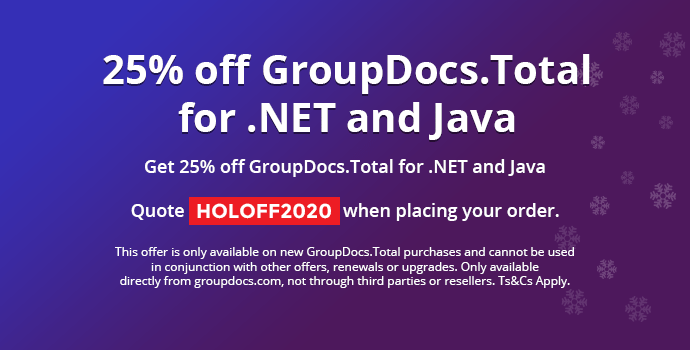 25% off GroupDocs.Total
for .NET and Java
Get 25% off GroupDocs.Total for .NET and Java
Quote HOLOFF2020 when placing your order.
This offer is only available on new GroupDocs.Total purchases and cannot be used
in conjunction with other offers, renewals or upgrades. Only available
directly from groupdocs.com, not through third parties or resellers. Ts&Cs Apply.